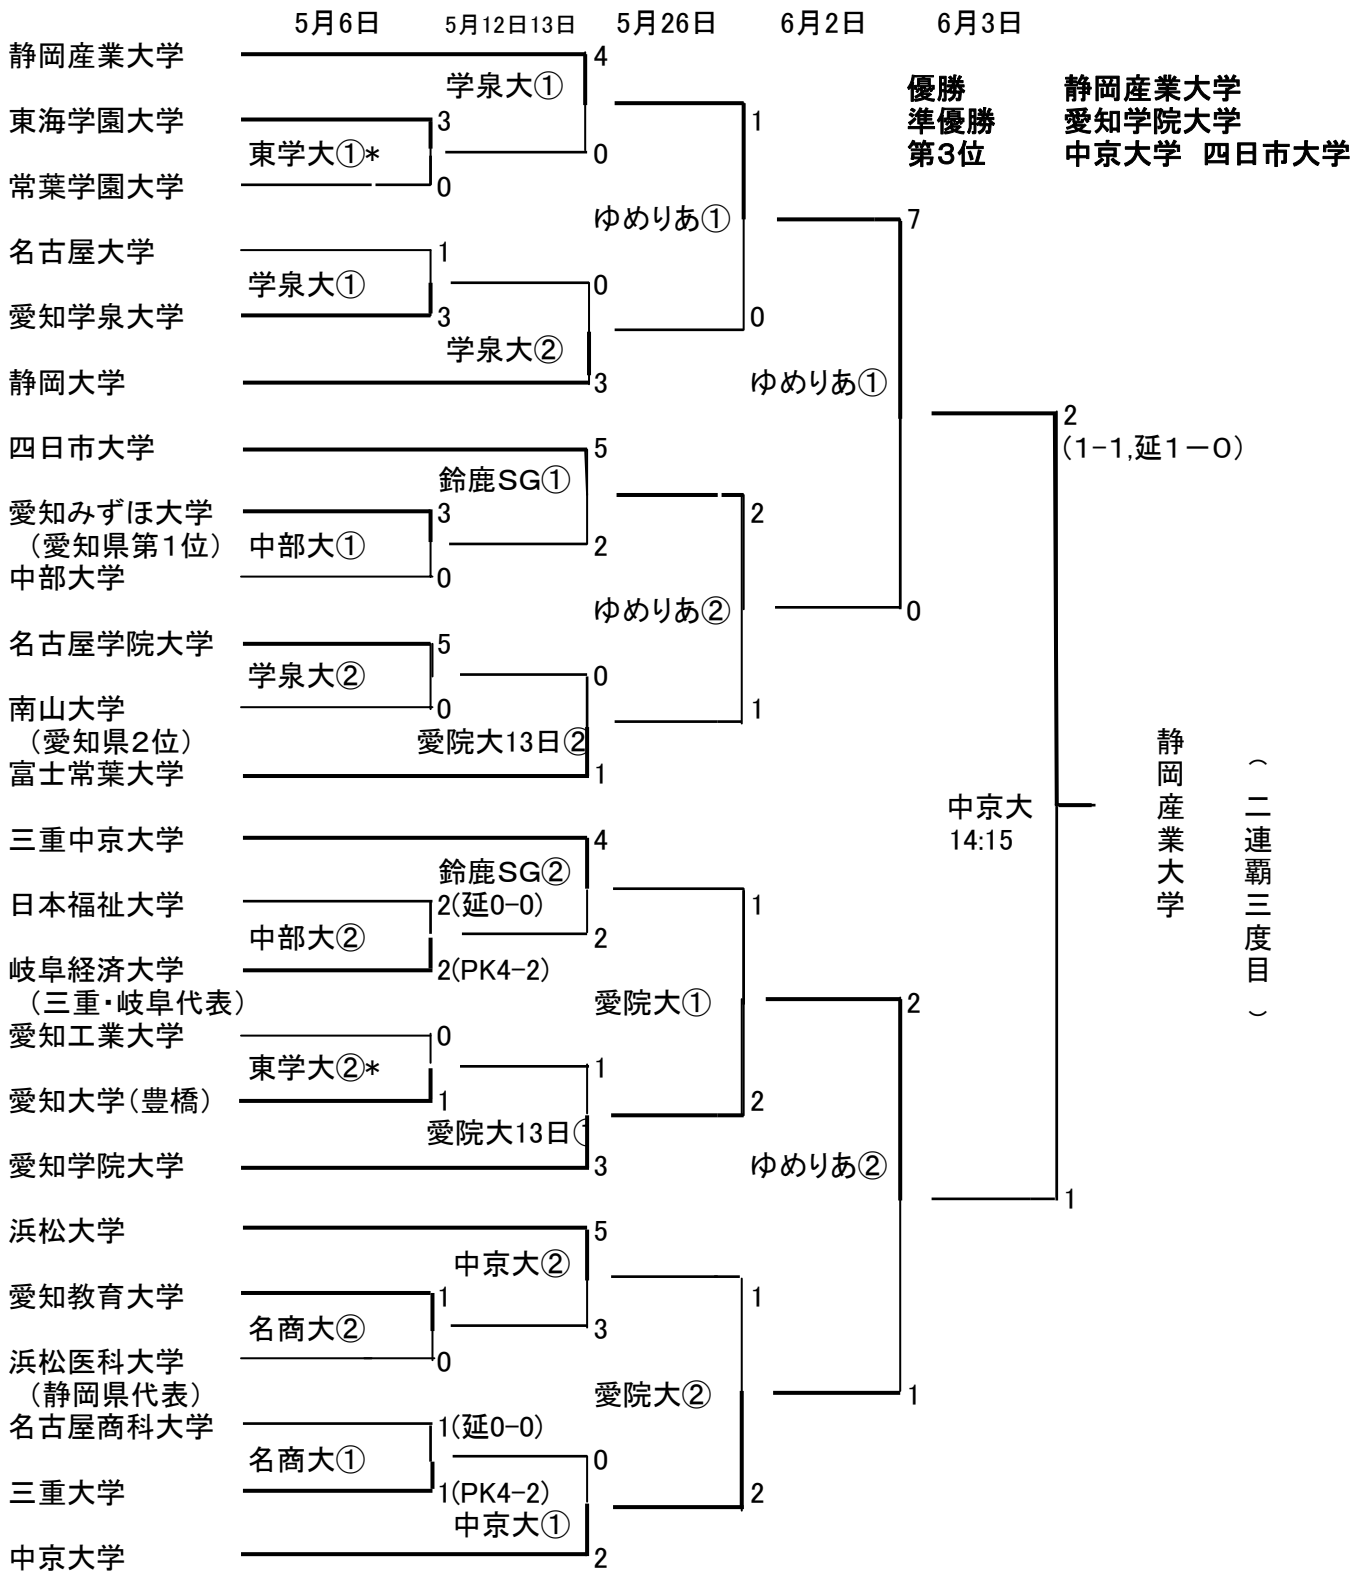 5月6日 5月12日13日 5月26日 6月2日 6月3日
静岡産業大学 4
学泉大①
優勝 静岡産業大学
東海学園大学 3 1 準優勝 愛知学院大学
東学大①* 0 第3位 中京大学 四日市大学
常葉学園大学 0
ゆめりあ① 7
名古屋大学 1
学泉大① 0
愛知学泉大学 3 0
学泉大②
静岡大学 3 ゆめりあ①
2
四日市大学 5 (1-1,延1-0)
鈴鹿SG①
愛知みずほ大学 3 2
(愛知県第1位) 中部大① 2
中部大学 0
ゆめりあ② 0
名古屋学院大学 5
学泉大② 0
南山大学 0 1
(愛知県2位) 愛院大13日②
富士常葉大学 1
静岡産業大学
(二連覇三度目)
中京大
三重中京大学 4 14:15
鈴鹿SG②
日本福祉大学 2(延0-0) 1
中部大② 2
岐阜経済大学 2(PK4-2)
(三重・岐阜代表) 愛院大① 2
愛知工業大学 0
東学大②* 1
愛知大学(豊橋) 1 2
愛院大13日①
愛知学院大学 3 ゆめりあ②
1
浜松大学 5
中京大②
愛知教育大学 1 1
名商大② 3
浜松医科大学 0
(静岡県代表) 愛院大② 1
名古屋商科大学 1(延0-0)
名商大① 0
三重大学 1(PK4-2) 2
中京大①
中京大学 2